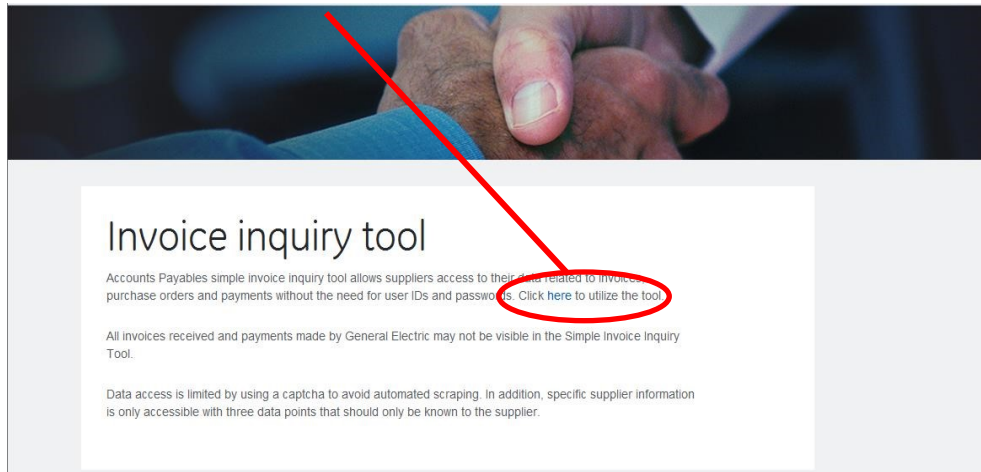 Invoice inquiry tool
Accounts Payables simple invoice inquiry tool allows suppliers access to their data related to invoices,
purchase orders and payments without the need for user IDs and passwords. Click here to utilize the tool.
All invoices received and payments made by General Electric may not be visible in the Simple Invoice Inquiry
Tool.
Data access is limited by using a captcha to avoid automated scraping. In addition, specific supplier information
is only accessible with three data points that should only be known to the supplier.